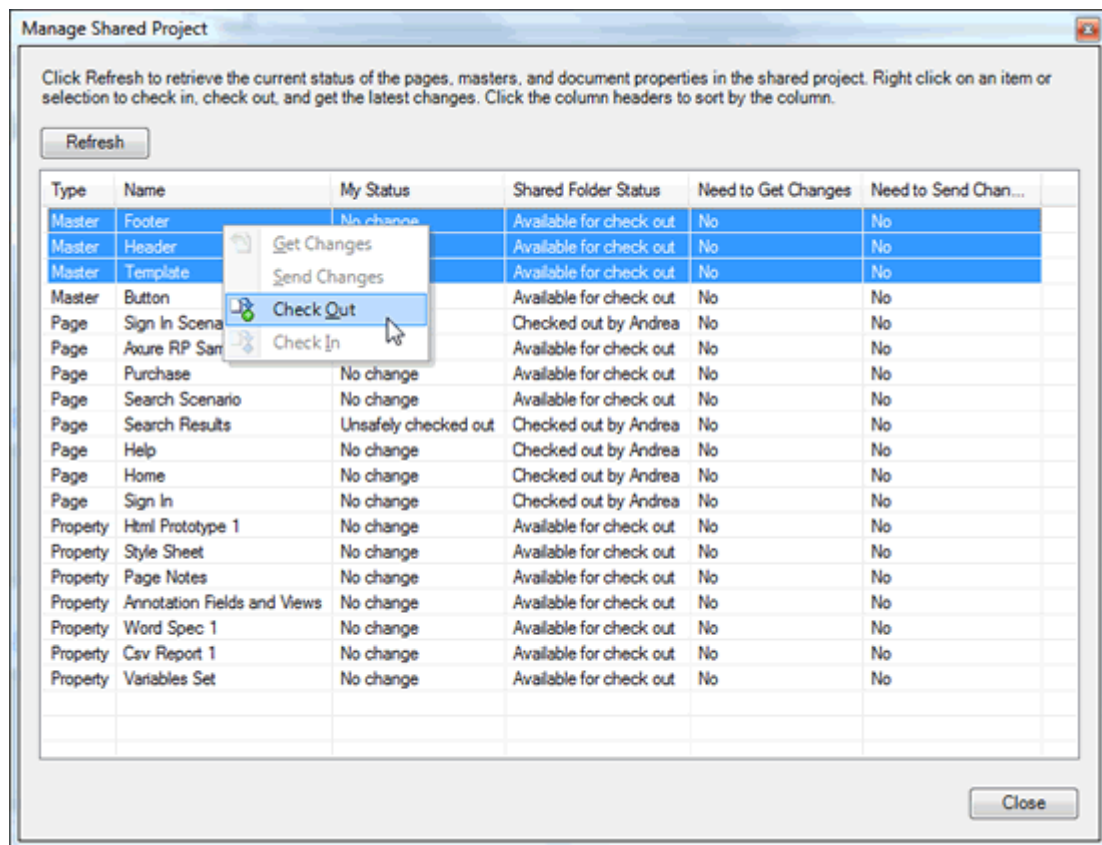 Manage Shared Project
Click Refresh to retrieve the current status of the pages, masters, and document properties in the shared project. Right click on an item or
selection to check in, check out, and get the latest changes. Click the column headers to sort by the column.
Refresh
Type Name My Status Shared Folder Status Need to Get Changes Need to Send Chan...
Master Footer No change Available for check out No No
Master Header Available for check out No No
Master Template Available for check out No No
Master Button Available for check out No No
Page Sign In Scena Checked out by Andrea No No
Page Axure RP Sam Available for check out No No
Page Purchase No change Available for check out No No
Page Search Scenario No change Available for check out No No
Page Search Results Unsafely checked out Checked out by Andrea No No
Page Help No change Checked out by Andrea No No
Page Home No change Checked out by Andrea No No
Page Sign In No change Checked out by Andrea No No
Property Html Prototype 1 No change Available for check out No No
Property Style Sheet No change Available for check out No No
Property Page Notes No change Available for check out No No
Property Annotation Fields and Views No change Available for check out No No
Property Word Spec 1 No change Available for check out No No
Property Csv Report 1 No change Available for check out No No
Property Variables Set No change Available for check out No No
Get Changes
Send Changes
Check Out
Check In
Close